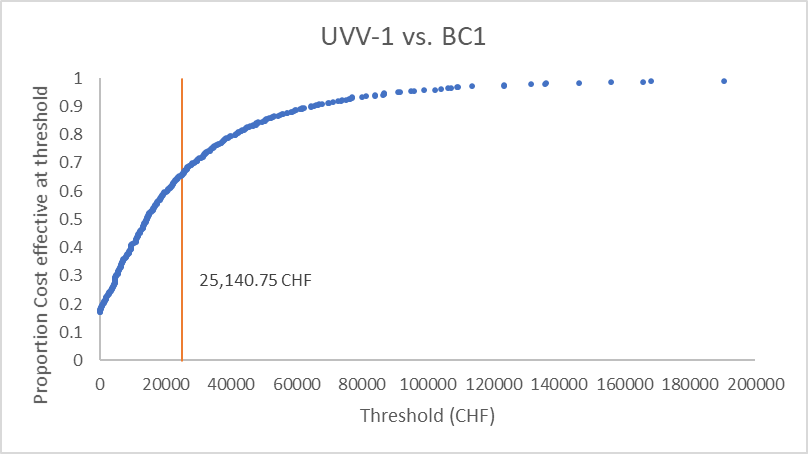 UVV-1 vs. BC1
Proportion Cost effective at threshold
1
0.9
0.8
0.7
0.6
0.5
0.4
0.3
0.2
0.1
0
25,140.75 CHF
0 20000 40000 60000 80000 100000 120000 140000 160000 180000 200000
Threshold (CHF)